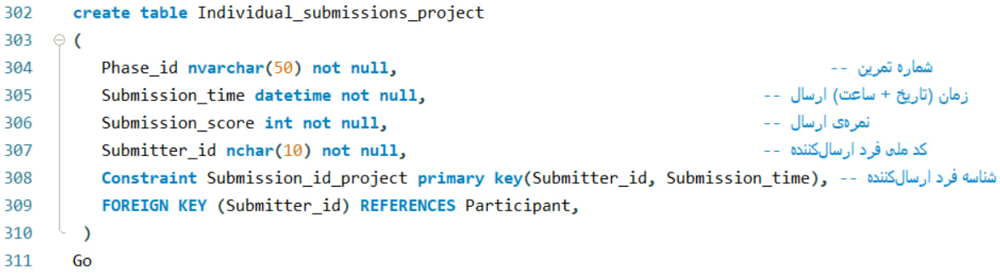 302 create table Individual_submissions_project
303 (
304 Phase_id nvarchar(50) not null, -- شماره تمرین
305 Submission_time datetime not null, -- زمان (تاریخ + ساعت) ارسال
306 Submission_score int not null, -- نمره‌ی ارسال
307 Submitter_id nchar(10) not null, -- کد ملی فرد ارسال‌کننده
308 Constraint Submission_id_project primary key(Submitter_id, Submission_time), -- شناسه فرد ارسال‌کننده
309 FOREIGN KEY (Submitter_id) REFERENCES Participant,
310 )
311 Go